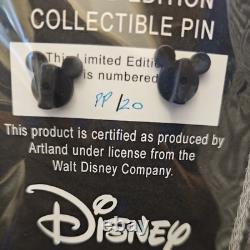 EDITION
COLLECTIBLE PIN
This Limited Edition
is numbered
PP/20
This product is certified as produced by
Artland under license from the
Walt Disney Company.
Disney